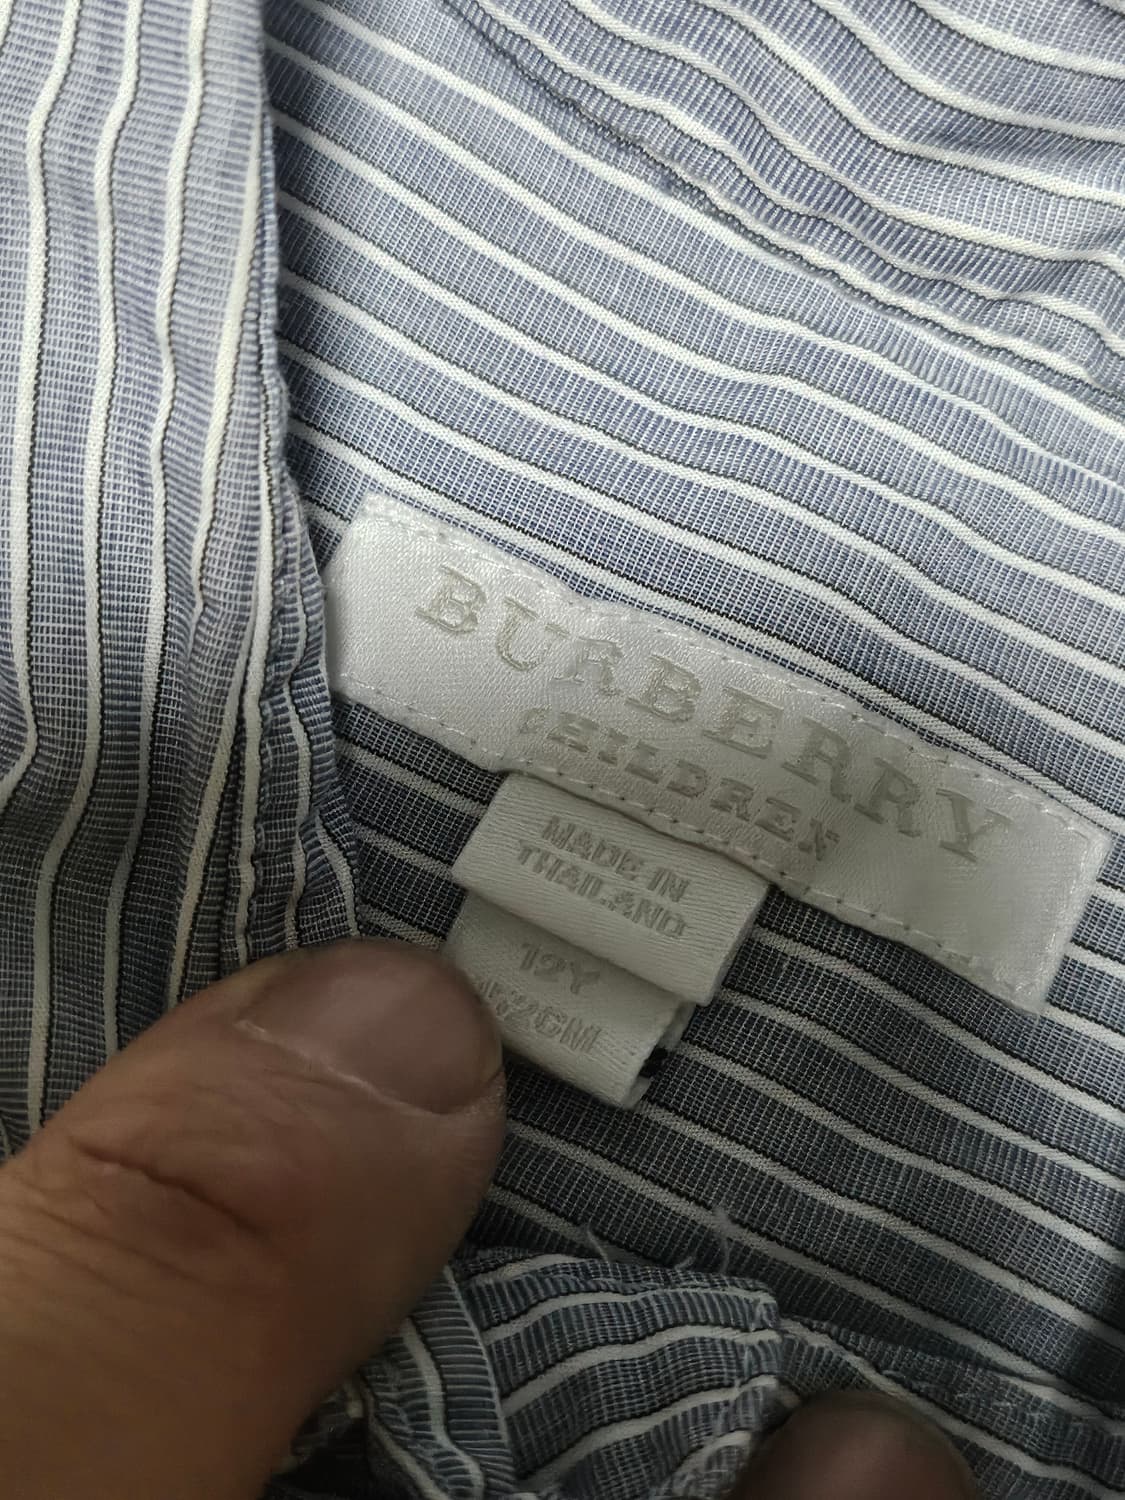 BURBERRY
CHILDREN
MADE IN
THAILAND
12Y